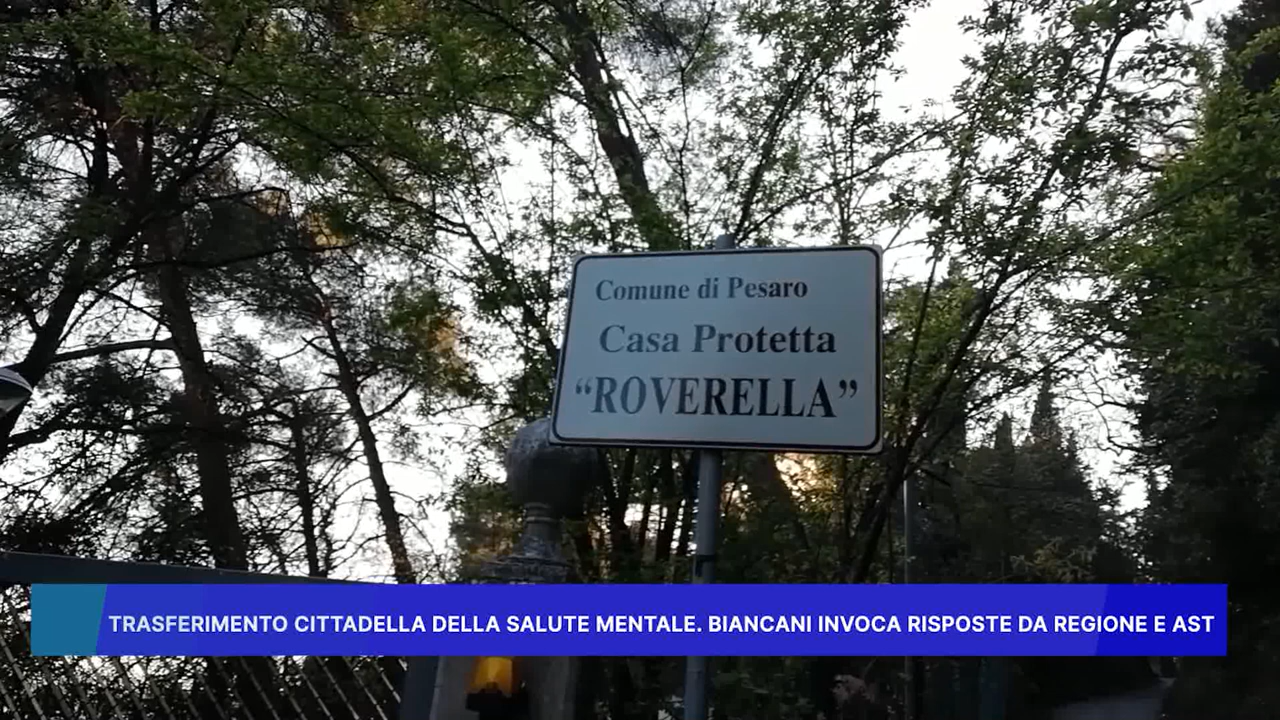 Comune di Pesaro
Casa Protetta
“ROVERELLA”
TRASFERIMENTO CITTADELLA DELLA SALUTE MENTALE. BIANCANI INVOCA RISPOSTE DA REGIONE E AST